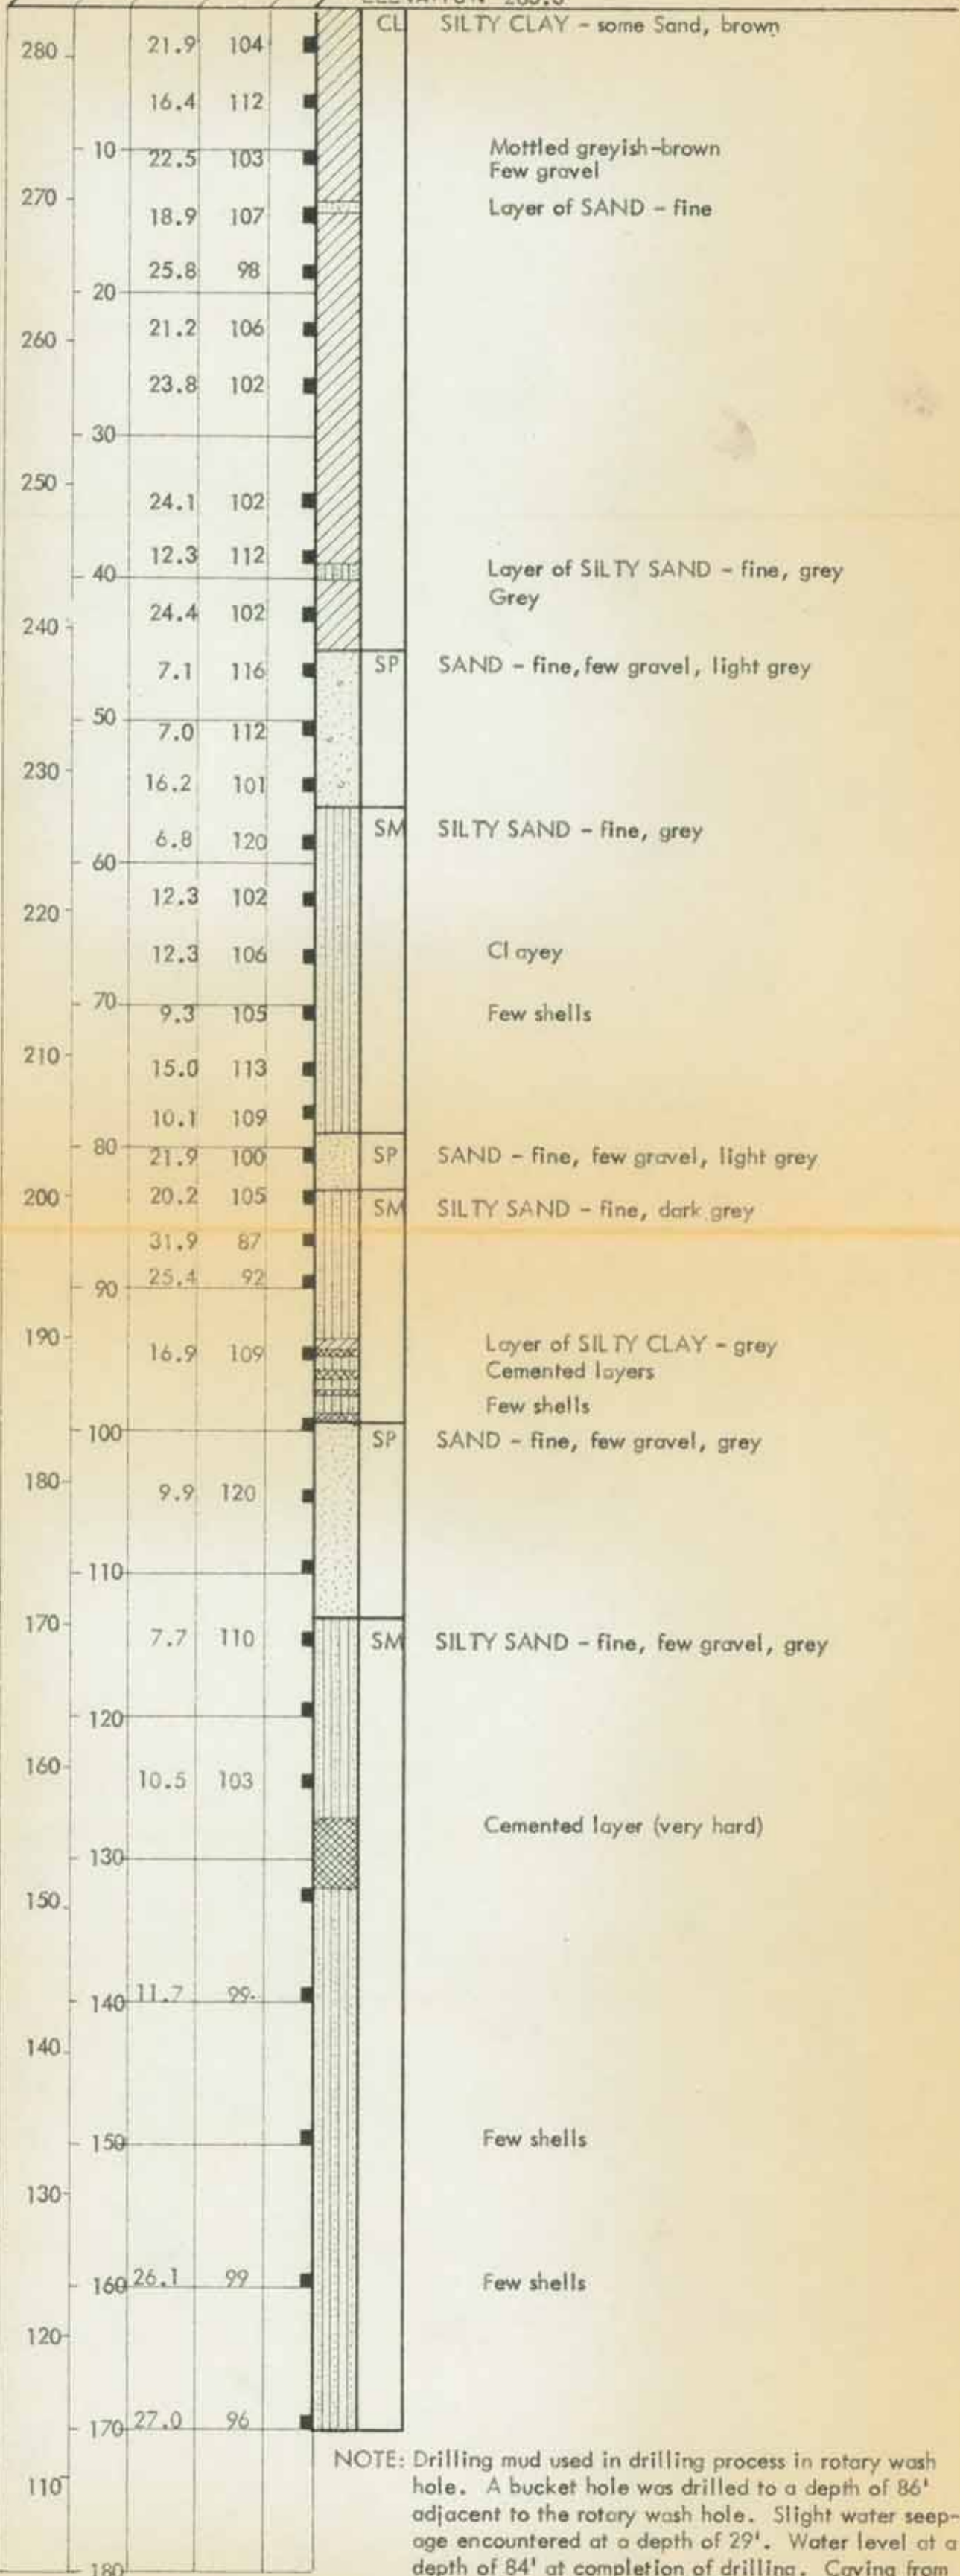 CL SILTY CLAY - some Sand, brown
280 21.9 104
16.4 112
10 22.5 103 Mottled greyish-brown
Few gravel
270 18.9 107 Layer of SAND - fine
25.8 98
20
260 21.2 106
23.8 102
30
250
24.1 102
12.3 112
40 Layer of SILTY SAND - fine, grey
Grey
240 24.4 102
7.1 116 SP SAND - fine, few gravel, light grey
50
7.0 112
230 16.2 101
6.8 120 SM SILTY SAND - fine, grey
60
220 12.3 102
12.3 106 Clayey
70
9.3 105 Few shells
210 15.0 113
10.1 109
80
21.9 100 SP SAND - fine, few gravel, light grey
200 20.2 105 SM SILTY SAND - fine, dark grey
31.9 87
25.4 92
90
190 16.9 109 Layer of SILTY CLAY - grey
Cemented layers
Few shells
100 SP SAND - fine, few gravel, grey
180 9.9 120
110
170 7.7 110 SM SILTY SAND - fine, few gravel, grey
120
160 10.5 103
Cemented layer (very hard)
130
150
140 11.7 99
140
150 Few shells
130
160 26.1 99 Few shells
120
170 27.0 96
NOTE: Drilling mud used in drilling process in rotary wash
110 hole. A bucket hole was drilled to a depth of 86'
adjacent to the rotary wash hole. Slight water seep-
age encountered at a depth of 29'. Water level at a
180 depth of 84' at completion of drilling. Caving from